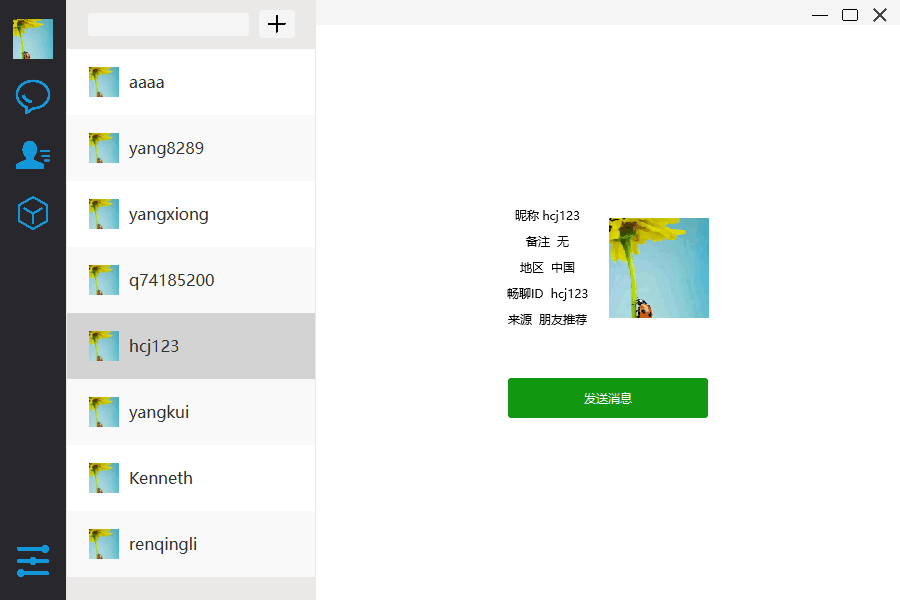 aaaa
yang8289
yangxiong
q74185200
hcj123
yangkui
Kenneth
renqingli
昵称 hcj123
备注 无
地区 中国
畅聊ID hcj123
来源 朋友推荐
发送消息